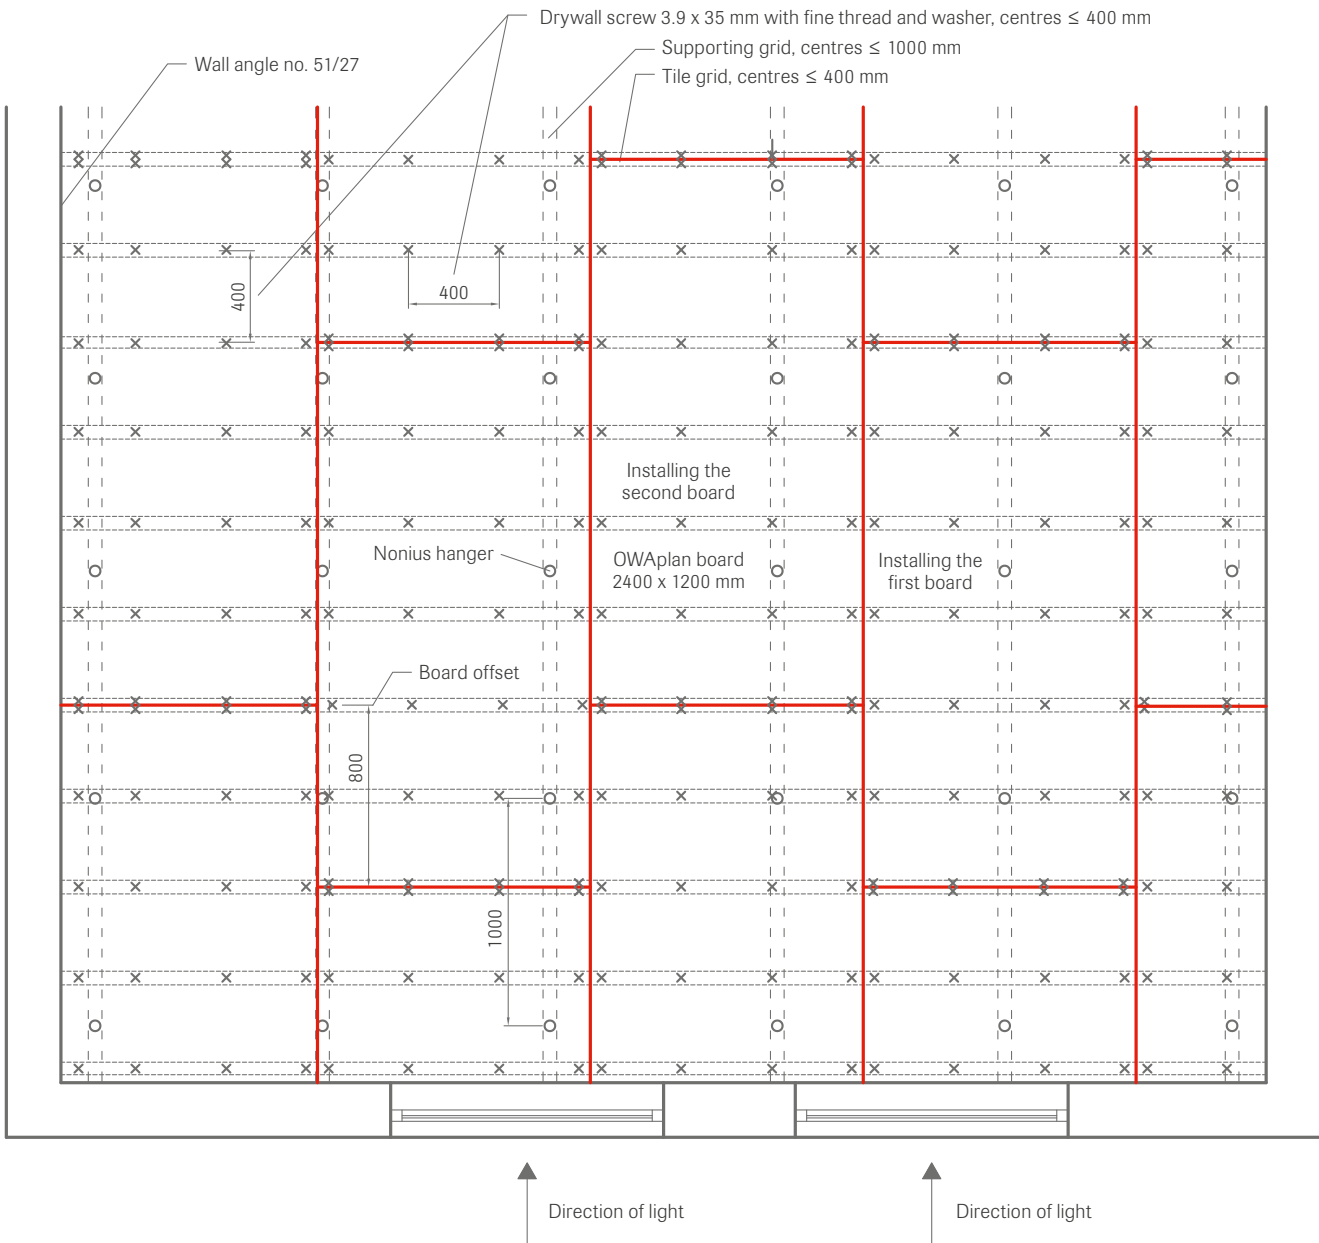 Drywall screw 3.9 x 35 mm with fine thread and washer, centres ≤ 400 mm
Supporting grid, centres ≤ 1000 mm
Wall angle no. 51/27
Tile grid, centres ≤ 400 mm
400
400
Installing the
second board
Nonius hanger
OWAplan board
2400 x 1200 mm
Installing the
first board
Board offset
800
1000
Direction of light
Direction of light